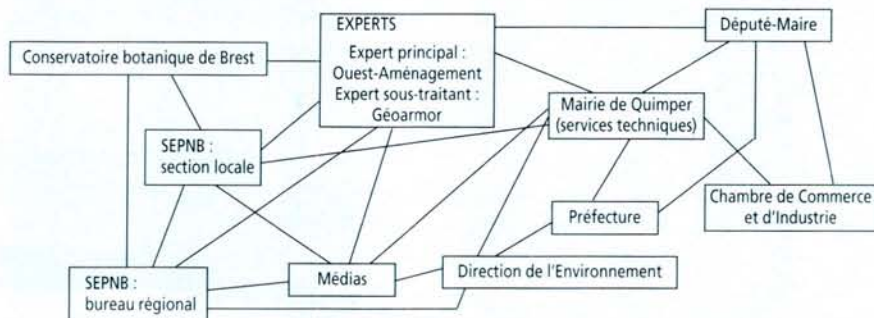 EXPERTS
Expert principal :
Ouest-Aménagement
Expert sous-traitant :
Géoarmor
Député-Maire
Conservatoire botanique de Brest
Mairie de Quimper
(services techniques)
SEPNB :
section locale
Chambre de Commerce
et d'Industrie
Préfecture
SEPNB :
bureau régional
Médias
Direction de l'Environnement